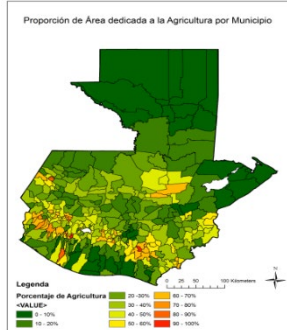 Proporción de Área dedicada a la Agricultura por Municipio
0 25 50 100 Kilometers
N
Legenda
Porcentaje de Agricultura
<VALUE>
0 - 10%
10 - 20%
20 -30%
30 - 40%
40 - 50%
50 - 60%
60 - 70%
70 - 80%
80 - 90%
90 - 100%